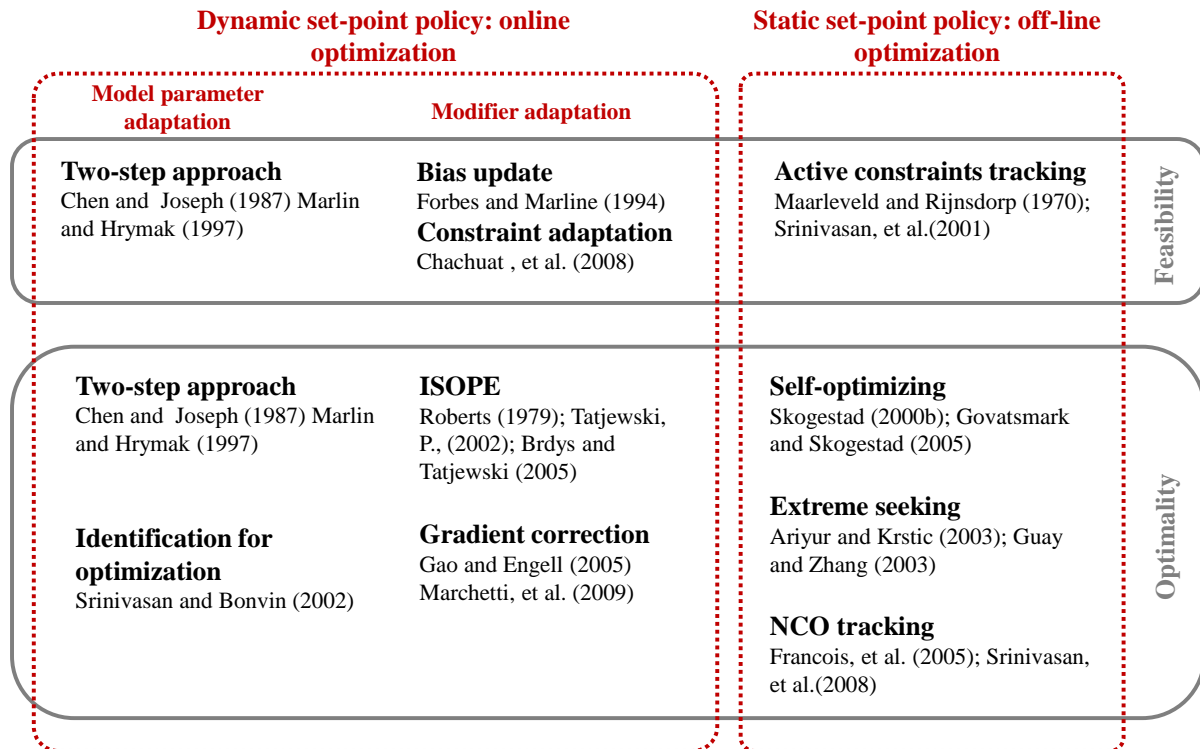 Dynamic set-point policy: online
optimization
Static set-point policy: off-line
optimization
Model parameter
adaptation
Modifier adaptation
Two-step approach
Chen and  Joseph (1987) Marlin
and Hrymak (1997)
Bias update
Forbes and Marline (1994)
Constraint adaptation
Chachuat , et al. (2008)
Active constraints tracking
Maarleveld and Rijnsdorp (1970);
Srinivasan, et al.(2001)
Feasibility
Two-step approach
Chen and  Joseph (1987) Marlin
and Hrymak (1997)
Identification for
optimization
Srinivasan and Bonvin (2002)
ISOPE
Roberts (1979); Tatjewski,
P., (2002); Brdys and
Tatjewski (2005)
Gradient correction
Gao and Engell (2005)
Marchetti, et al. (2009)
Self-optimizing
Skogestad (2000b); Govatsmark
and Skogestad (2005)
Extreme seeking
Ariyur and Krstic (2003); Guay
and Zhang (2003)
NCO tracking
Francois, et al. (2005); Srinivasan,
et al.(2008)
Optimality